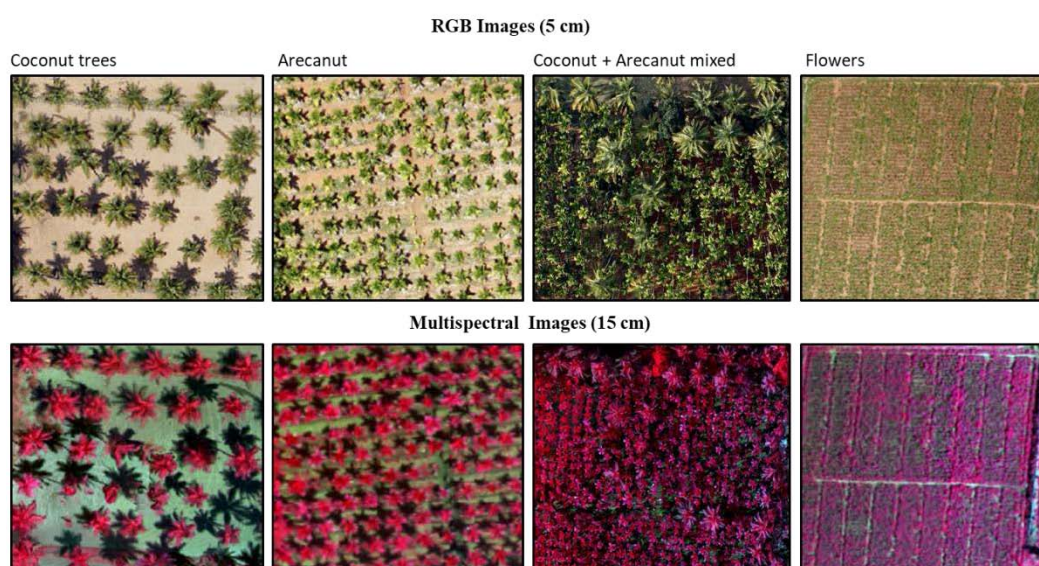 RGB Images (5 cm)
Coconut trees
Arecanut
Coconut + Arecanut mixed
Flowers
Multispectral Images (15 cm)